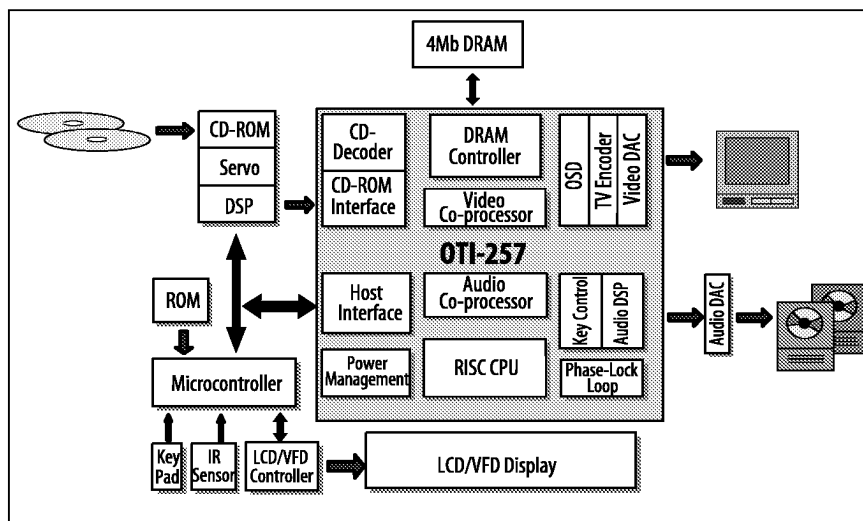 4Mb DRAM
CD-ROM
Servo
DSP
CD-
Decoder
CD-ROM
Interface
DRAM
Controller
Video
Co-processor
OSD
TV Encoder
Video DAC
OTI-257
ROM
Host
Interface
Audio
Co-processor
Key Control
Audio DSP
Audio DAC
Microcontroller
Power
Management
RISC CPU
Phase-Lock
Loop
Key
Pad
IR
Sensor
LCD/VFD
Controller
LCD/VFD Display